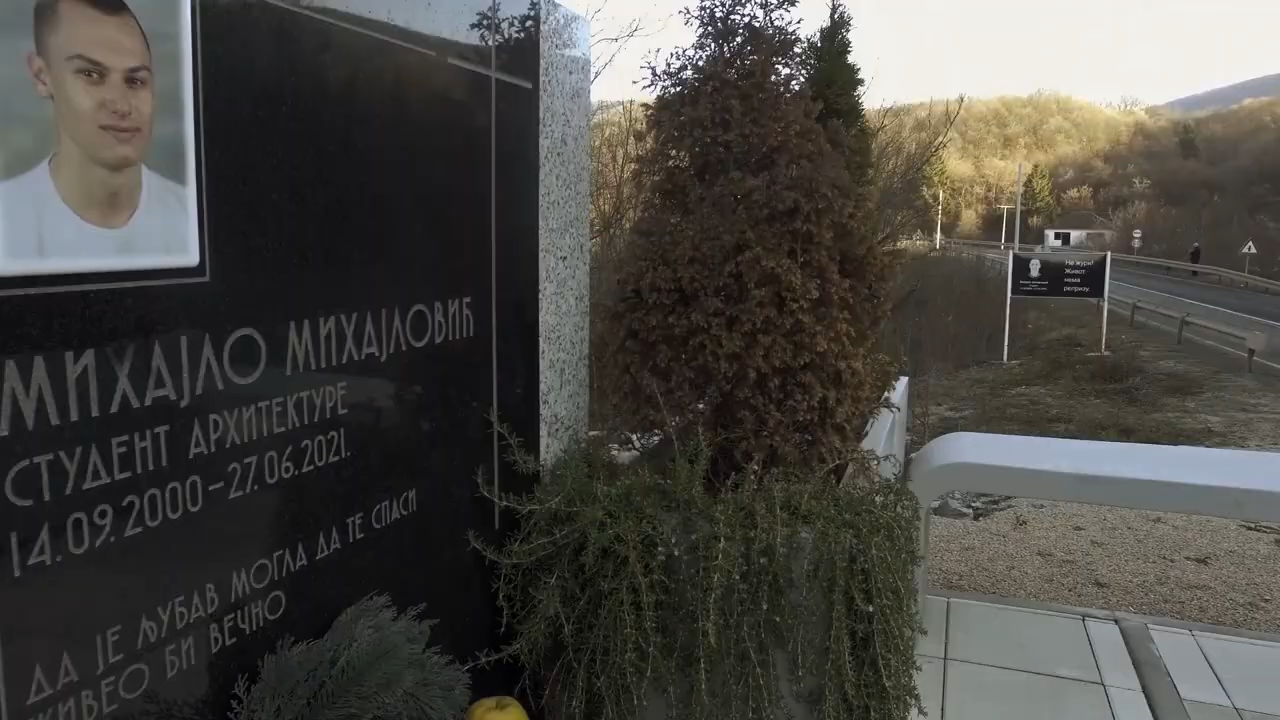 МИХАЈЛО МИХАЈЛОВИЋ
СТУДЕНТ АРХИТЕКТУРЕ
14.09.2000-27.06.2021.
ДА ЈЕ ЉУБАВ МОГЛА ДА ТЕ СПАСИ
ЖИВЕО БИ ВЕЧНО
Не жури!
Живот
нема
репризу.